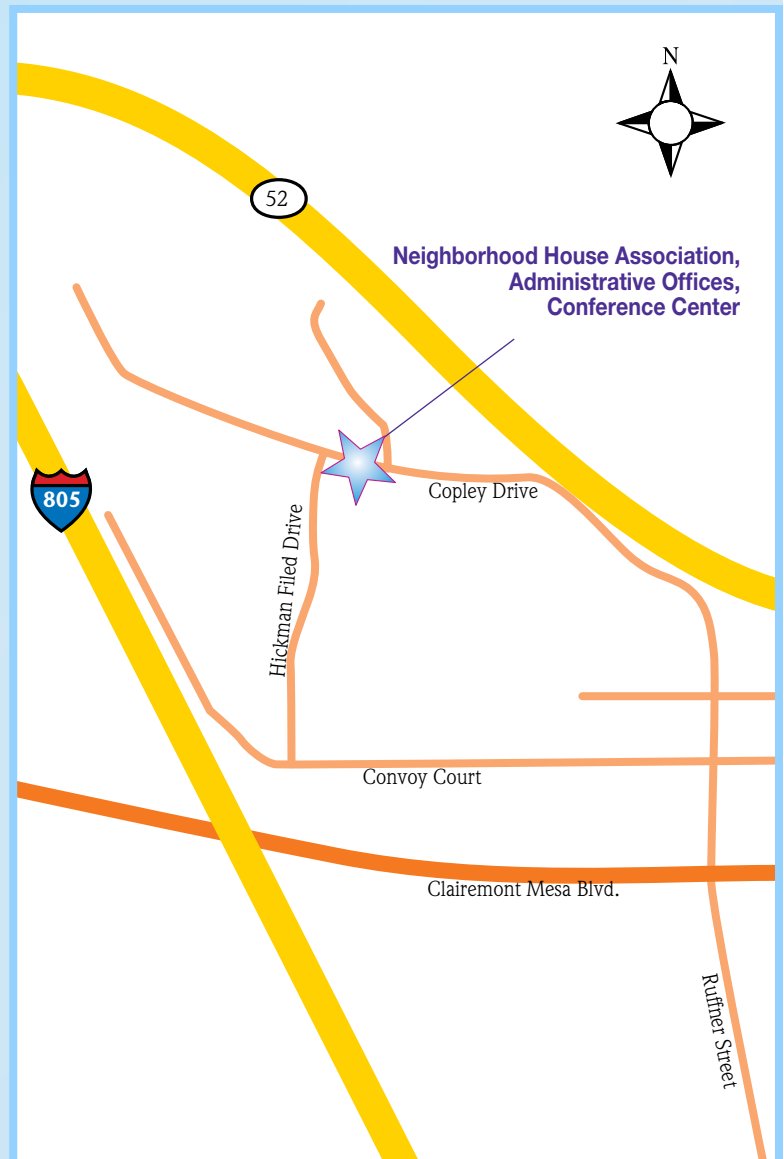 N
52
Neighborhood House Association,
Administrative Offices,
Conference Center
805
Copley Drive
Hickman Filed Drive
Convoy Court
Clairemont Mesa Blvd.
Ruffner Street